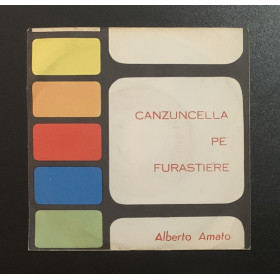 CANZUNCELLA
PE'
FURASTIERE
Alberto Amato